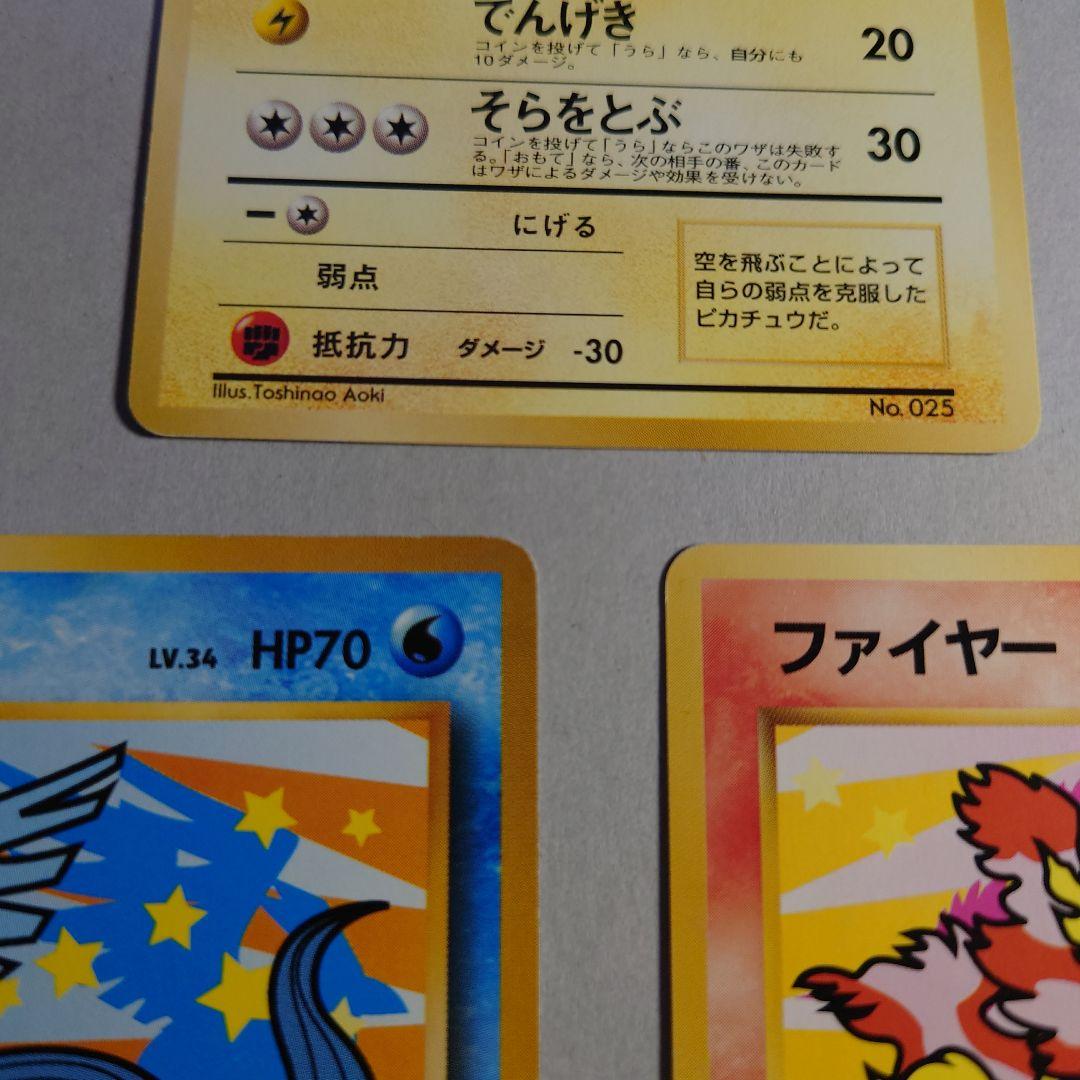 でんげき 20
コインを投げて「うら」なら、自分にも
10ダメージ。
そらをとぶ 30
コインを投げて「うら」ならこのワザは失敗す
る。「おもて」なら、次の相手の番、このカード
はワザによるダメージや効果を受けない。
にげる
弱点
抵抗力 ダメージ -30
空を飛ぶことによって
自らの弱点を克服した
ピカチュウだ。
Illus.Toshinao Aoki
No. 025
LV.34 HP70
ファイヤー